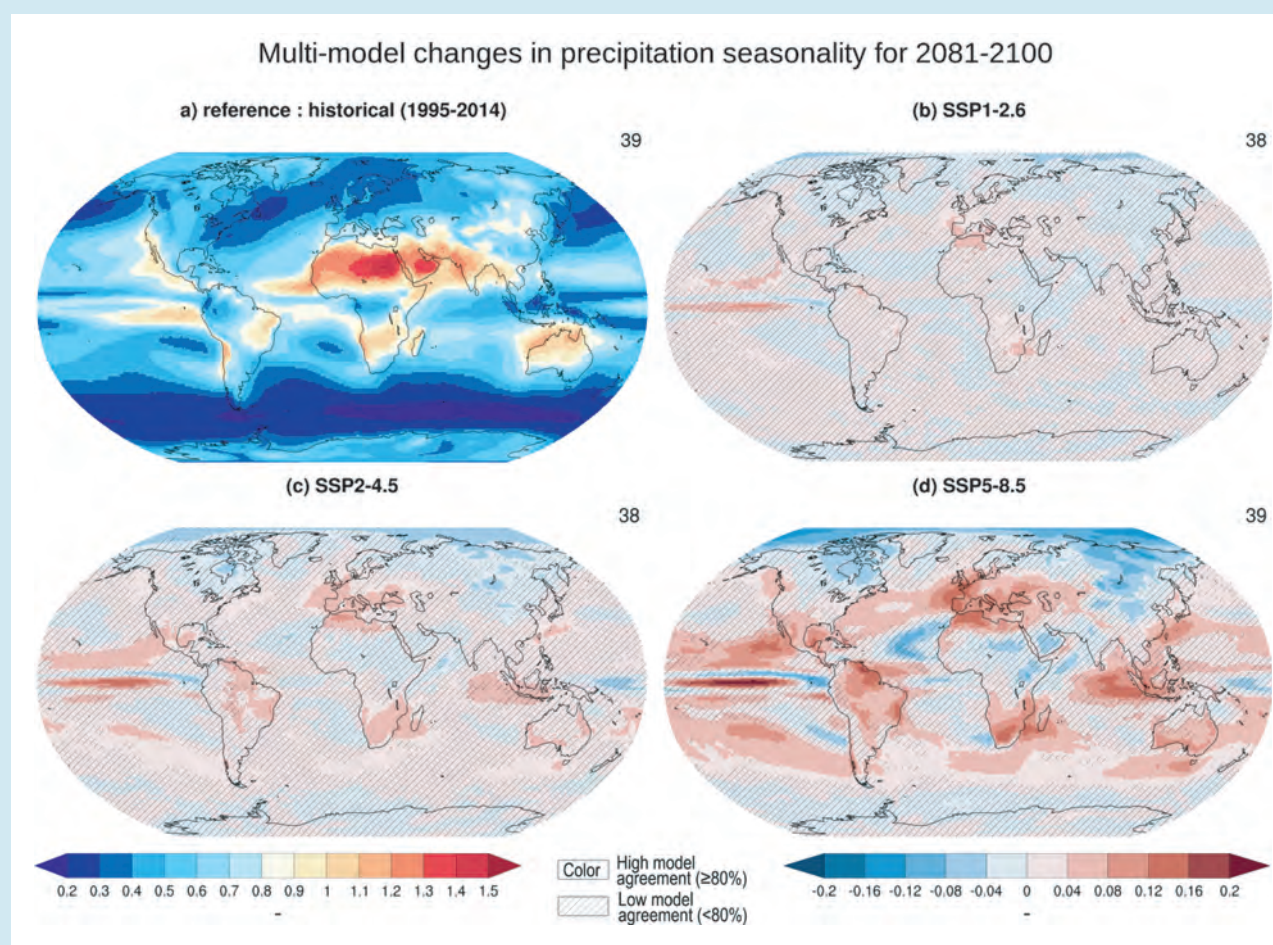 Multi-model changes in precipitation seasonality for 2081-2100
a) reference : historical (1995-2014)
39
(b) SSP1-2.6
38
(c) SSP2-4.5
38
(d) SSP5-8.5
39
0.2 0.3 0.4 0.5 0.6 0.7 0.8 0.9 1 1.1 1.2 1.3 1.4 1.5
-
Color
High model
agreement (≥80%)
Low model
agreement (<80%)
-0.2 -0.16 -0.12 -0.08 -0.04 0 0.04 0.08 0.12 0.16 0.2
-